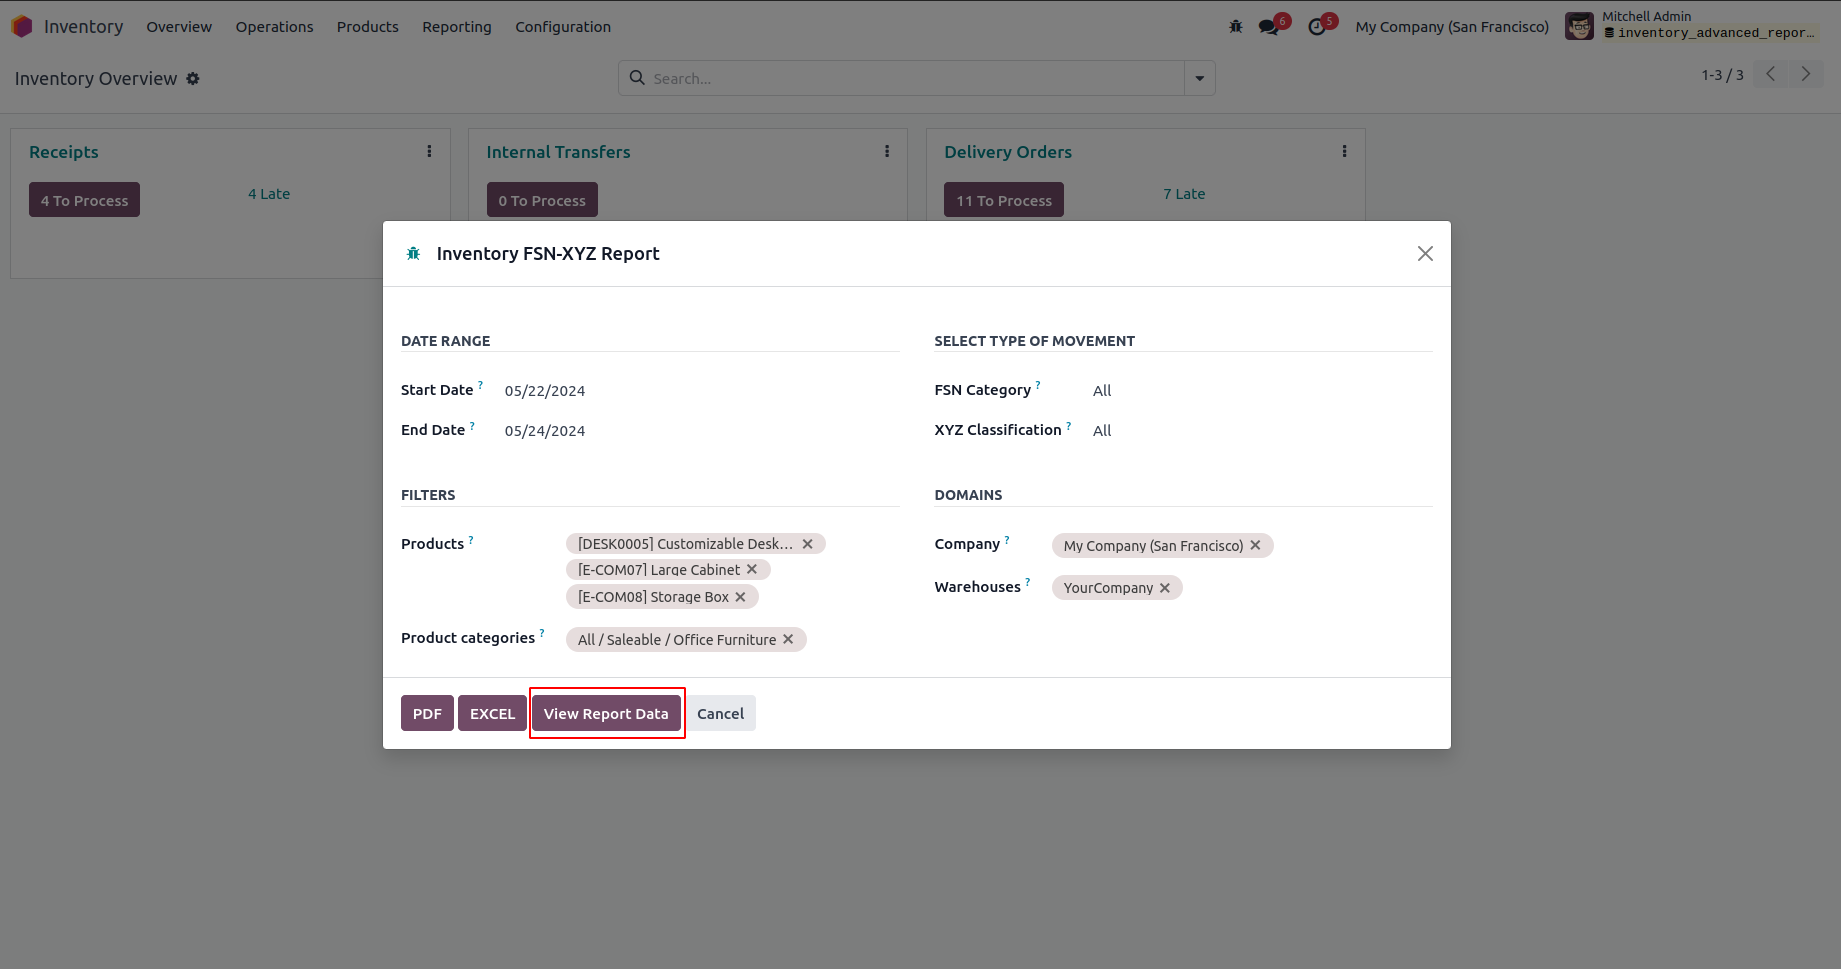 Inventory Overview Operations Products Reporting Configuration 6 5 My Company (San Francisco) Mitchell Admin
inventory_advanced_repor...
Inventory Overview Search... 1-3 / 3
Receipts Internal Transfers Delivery Orders
4 To Process 4 Late 0 To Process 11 To Process 7 Late
Inventory FSN-XYZ Report
DATE RANGE SELECT TYPE OF MOVEMENT
Start Date ? 05/22/2024 FSN Category ? All
End Date ? 05/24/2024 XYZ Classification ? All
FILTERS DOMAINS
Products ? [DESK0005] Customizable Desk... Company ? My Company (San Francisco)
[E-COM07] Large Cabinet
[E-COM08] Storage Box Warehouses ? YourCompany
Product categories ? All / Saleable / Office Furniture
PDF EXCEL View Report Data Cancel